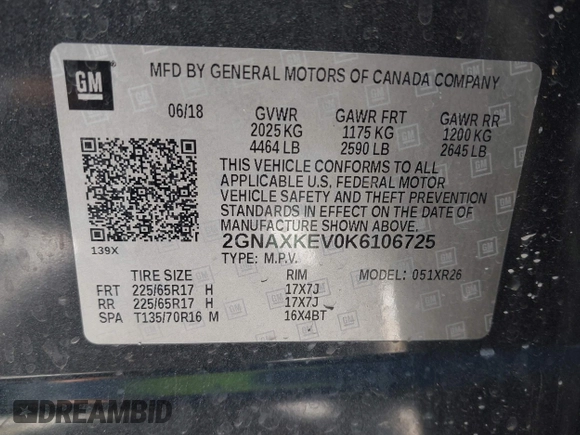 GM
MFD BY GENERAL MOTORS OF CANADA COMPANY
06/18 GVWR GAWR FRT GAWR RR
2025 KG 1175 KG 1200 KG
4464 LB 2590 LB 2645 LB
THIS VEHICLE CONFORMS TO ALL
APPLICABLE U.S. FEDERAL MOTOR
VEHICLE SAFETY AND THEFT PREVENTION
STANDARDS IN EFFECT ON THE DATE OF
MANUFACTURE SHOWN ABOVE.
2GNAXKEV0K6106725
139X TYPE: M.P.V.
TIRE SIZE RIM MODEL: 051XR26
FRT 225/65R17 H 17X7J
RR 225/65R17 H 17X7J
SPA T135/70R16 M 16X4BT
DREAMBID